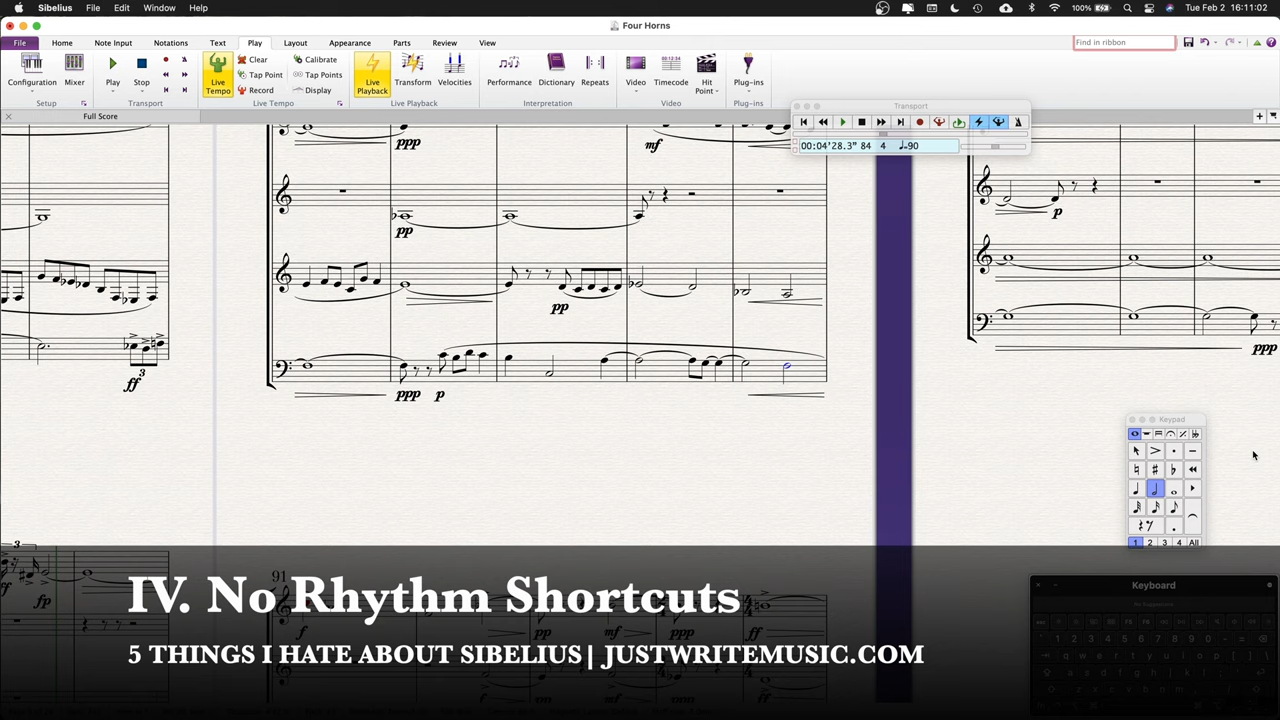 Sibelius File Edit Window Help 100% Tue Feb 2 16:11:02
Four Horns
File Home Note Input Notations Text Play Layout Appearance Parts Review View Find in ribbon
Configuration Mixer Play Stop Live Tempo Clear Tap Point Record Calibrate Tap Points Display Live Playback Transform Velocities Performance Dictionary Repeats Video Timecode Hit Point Plug-ins
Setup Transport Live Tempo Live Playback Interpretation Video Plug-ins
Transport
Full Score
00:04'28.3" 84 4 ♩=90
ppp mf
pp p
pp
ppp
3
ff
ppp p
Keypad
1 2 3 4 All
3
91
Keyboard
ff fp f pp mf ppp ff
IV. No Rhythm Shortcuts
5 THINGS I HATE ABOUT SIBELIUS| JUSTWRITEMUSIC.COM